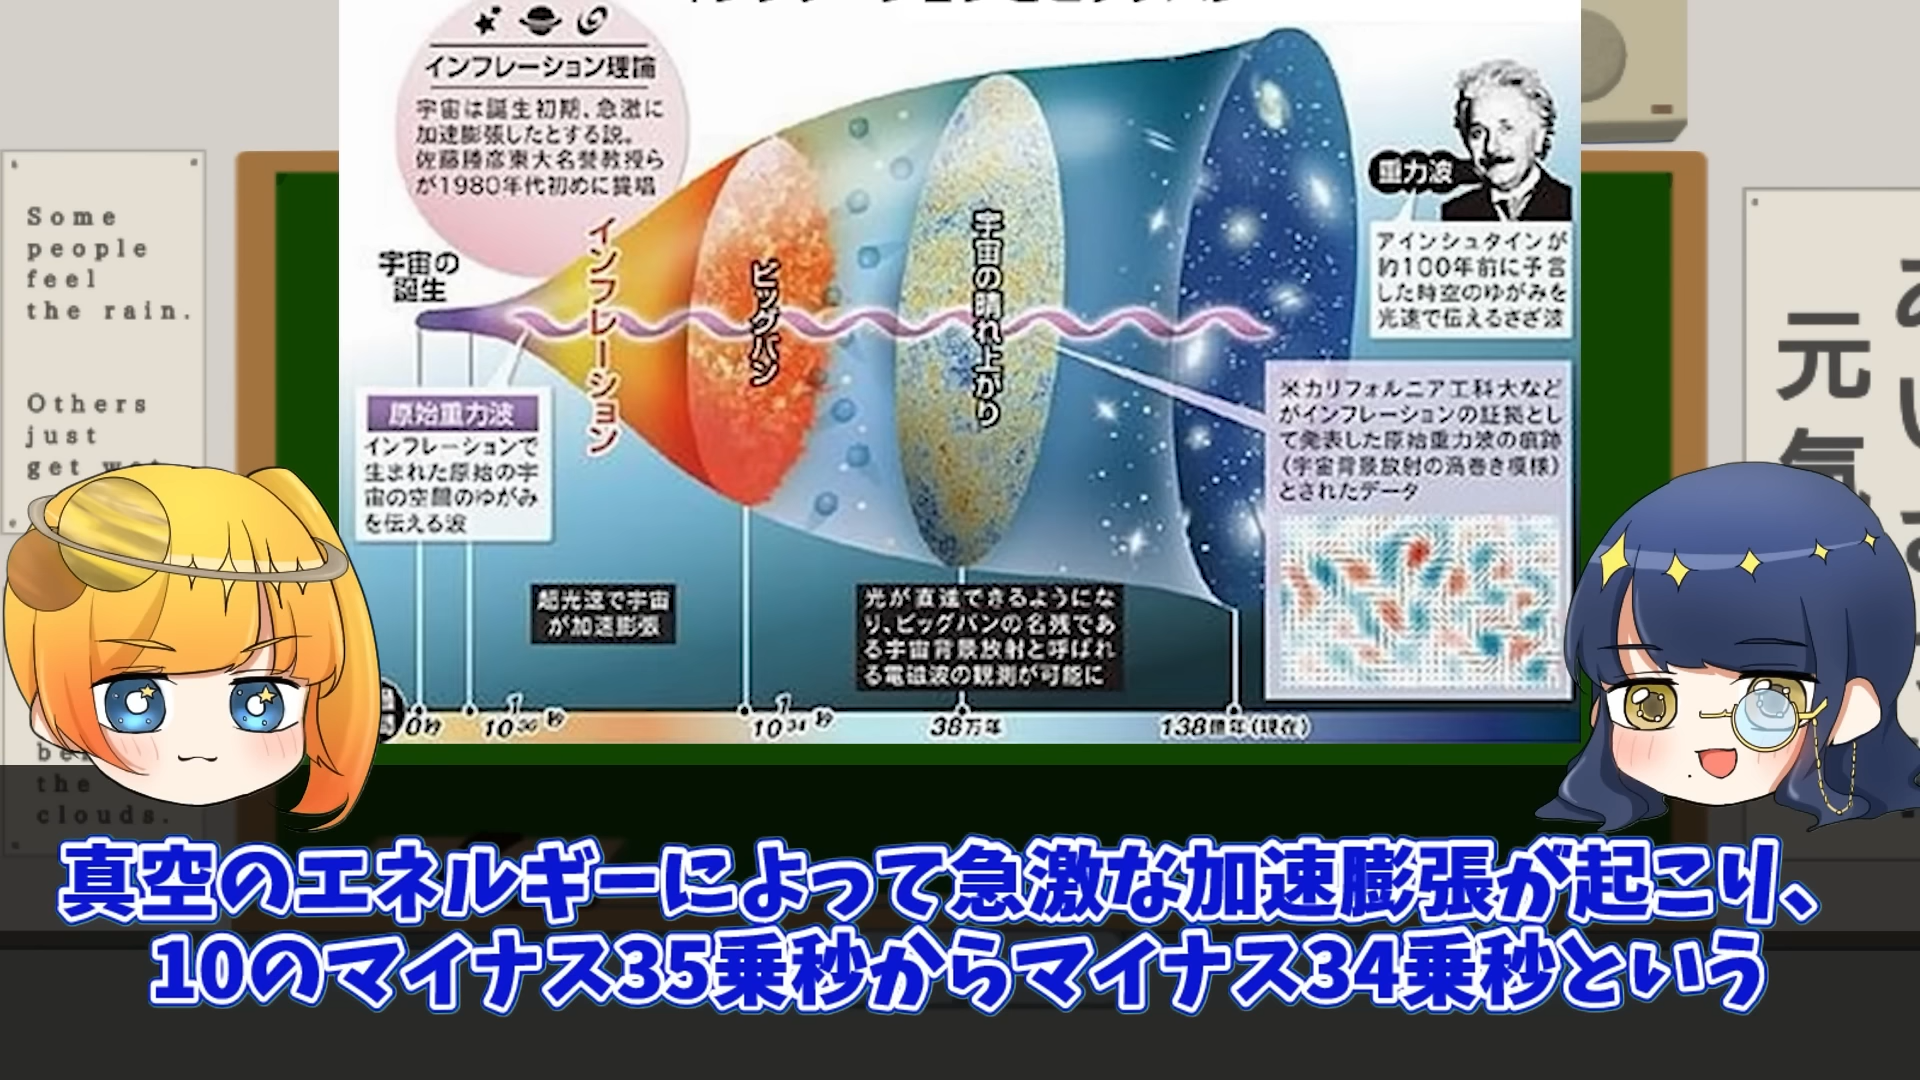 インフレーション理論
宇宙は誕生初期、急激に
加速膨張したとする説。
佐藤勝彦東大名誉教授ら
が1980年代初めに提唱
宇宙の
誕生
インフレーション
ビッグバン
宇宙の晴れ上がり
重力波
アインシュタインが
約100年前に予言
した時空のゆがみを
光速で伝えるさざ波
原始重力波
インフレーションで
生まれた原始の宇
宙の空間のゆがみ
を伝える波
米カリフォルニア工科大など
がインフレーションの証拠とし
て発表した原始重力波の痕跡
(宇宙背景放射の渦巻き模様)
とされたデータ
超光速で宇宙
が加速膨張
光が直進できるようにな
り、ビッグバンの名残であ
る宇宙背景放射と呼ばれ
る電磁波の観測が可能に
0秒
38万年
138億年(現在)
Some
people
feel
the rain.
Others
just
get wet
the
clouds.
元気
真空のエネルギーによって急激な加速膨張が起こり、
10のマイナス35乗秒からマイナス34乗秒という